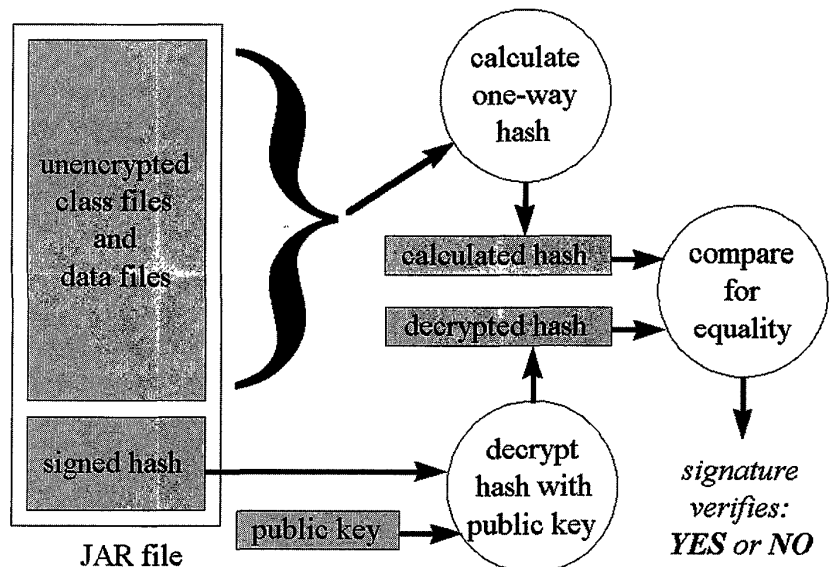 unencrypted
class files
and
data files
signed hash
JAR file
calculate
one-way
hash
calculated hash
decrypted hash
decrypt
hash with
public key
public key
compare
for
equality
signature
verifies:
YES or NO